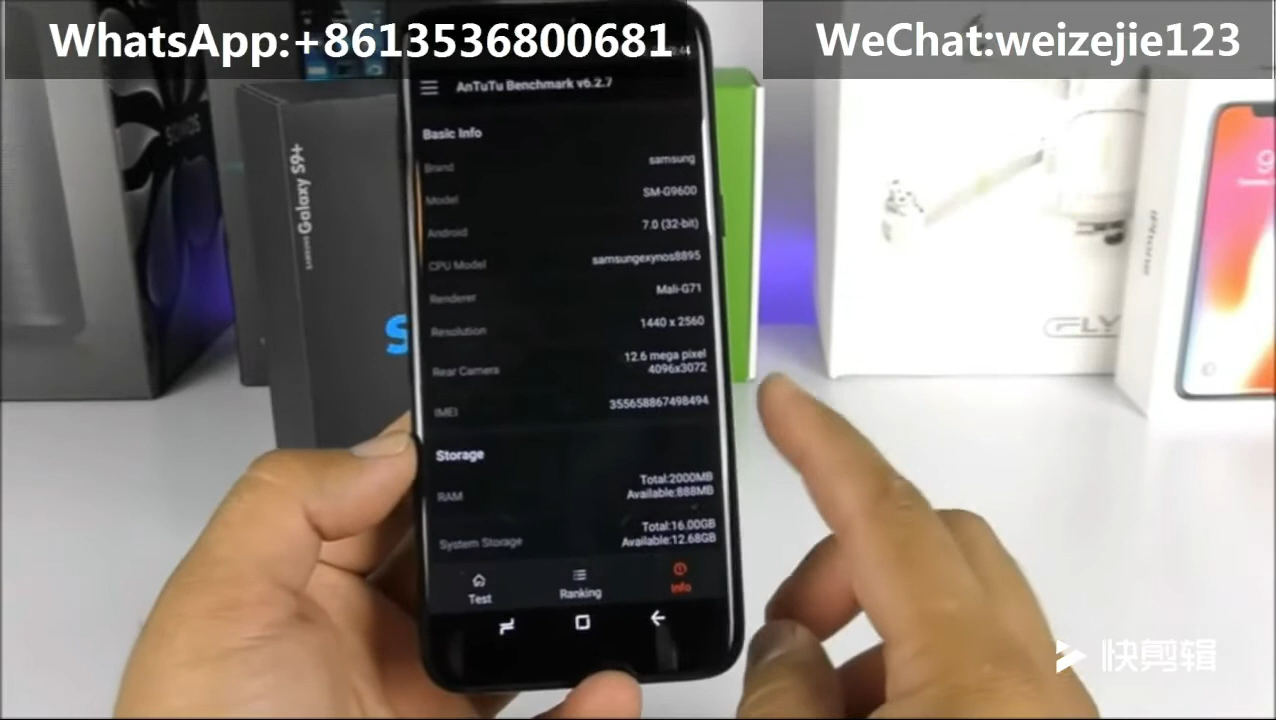 WhatsApp:+8613536800681
WeChat:weizejie123
AnTuTu Benchmark v6.2.7
Basic Info
Brand samsung
Model SM-G9600
Android 7.0 (32-bit)
CPU Model samsungexynos8895
Renderer Mali-G71
Resolution 1440 x 2560
Rear Camera 12.6 mega pixel
4096x3072
IMEI 355658867498494
Storage
RAM Total:2000MB
Available:888MB
System Storage Total:16.00GB
Available:12.68GB
Test Ranking Info
SONOS
SAMSUNG Galaxy S9+
S
iPhone
快剪辑